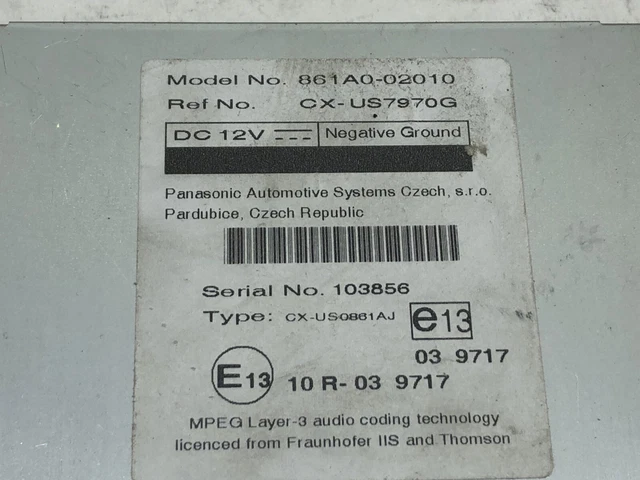 Model No. 861A0-02010
Ref No. CX-US7970G
DC 12V Negative Ground
Panasonic Automotive Systems Czech, s.r.o.
Pardubice, Czech Republic
Serial No. 103856
Type: CX-US0861AJ e13
03 9717
E13 10 R-03 9717
MPEG Layer-3 audio coding technology
licenced from Fraunhofer IIS and Thomson